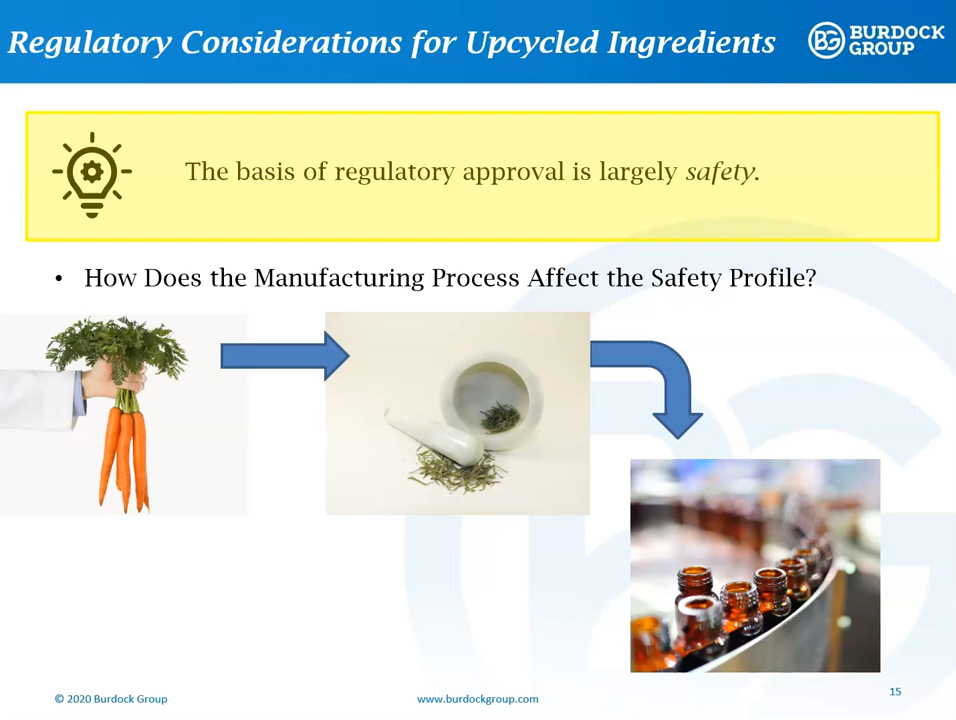 Regulatory Considerations for Upcycled Ingredients
BURDOCK
GROUP
The basis of regulatory approval is largely safety.
• How Does the Manufacturing Process Affect the Safety Profile?
© 2020 Burdock Group
www.burdockgroup.com
15